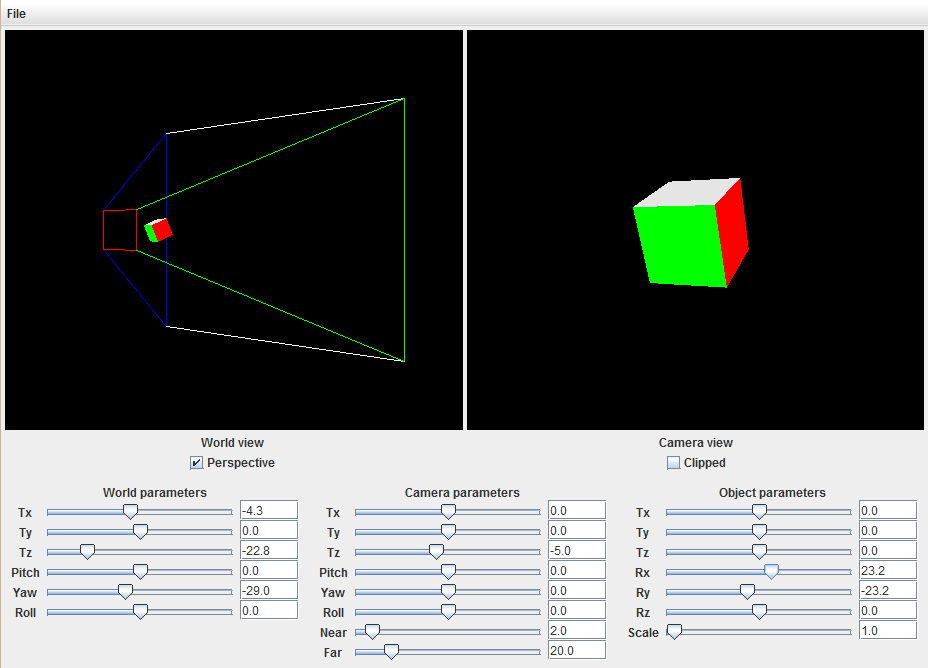 File
World view
Camera view
Perspective
Clipped
World parameters
Camera parameters
Object parameters
Tx -4.3
Tx 0.0
Tx 0.0
Ty 0.0
Ty 0.0
Ty 0.0
Tz -22.8
Tz -5.0
Tz 0.0
Pitch 0.0
Pitch 0.0
Rx 23.2
Yaw -29.0
Yaw 0.0
Ry -23.2
Roll 0.0
Roll 0.0
Rz 0.0
Near 2.0
Scale 1.0
Far 20.0